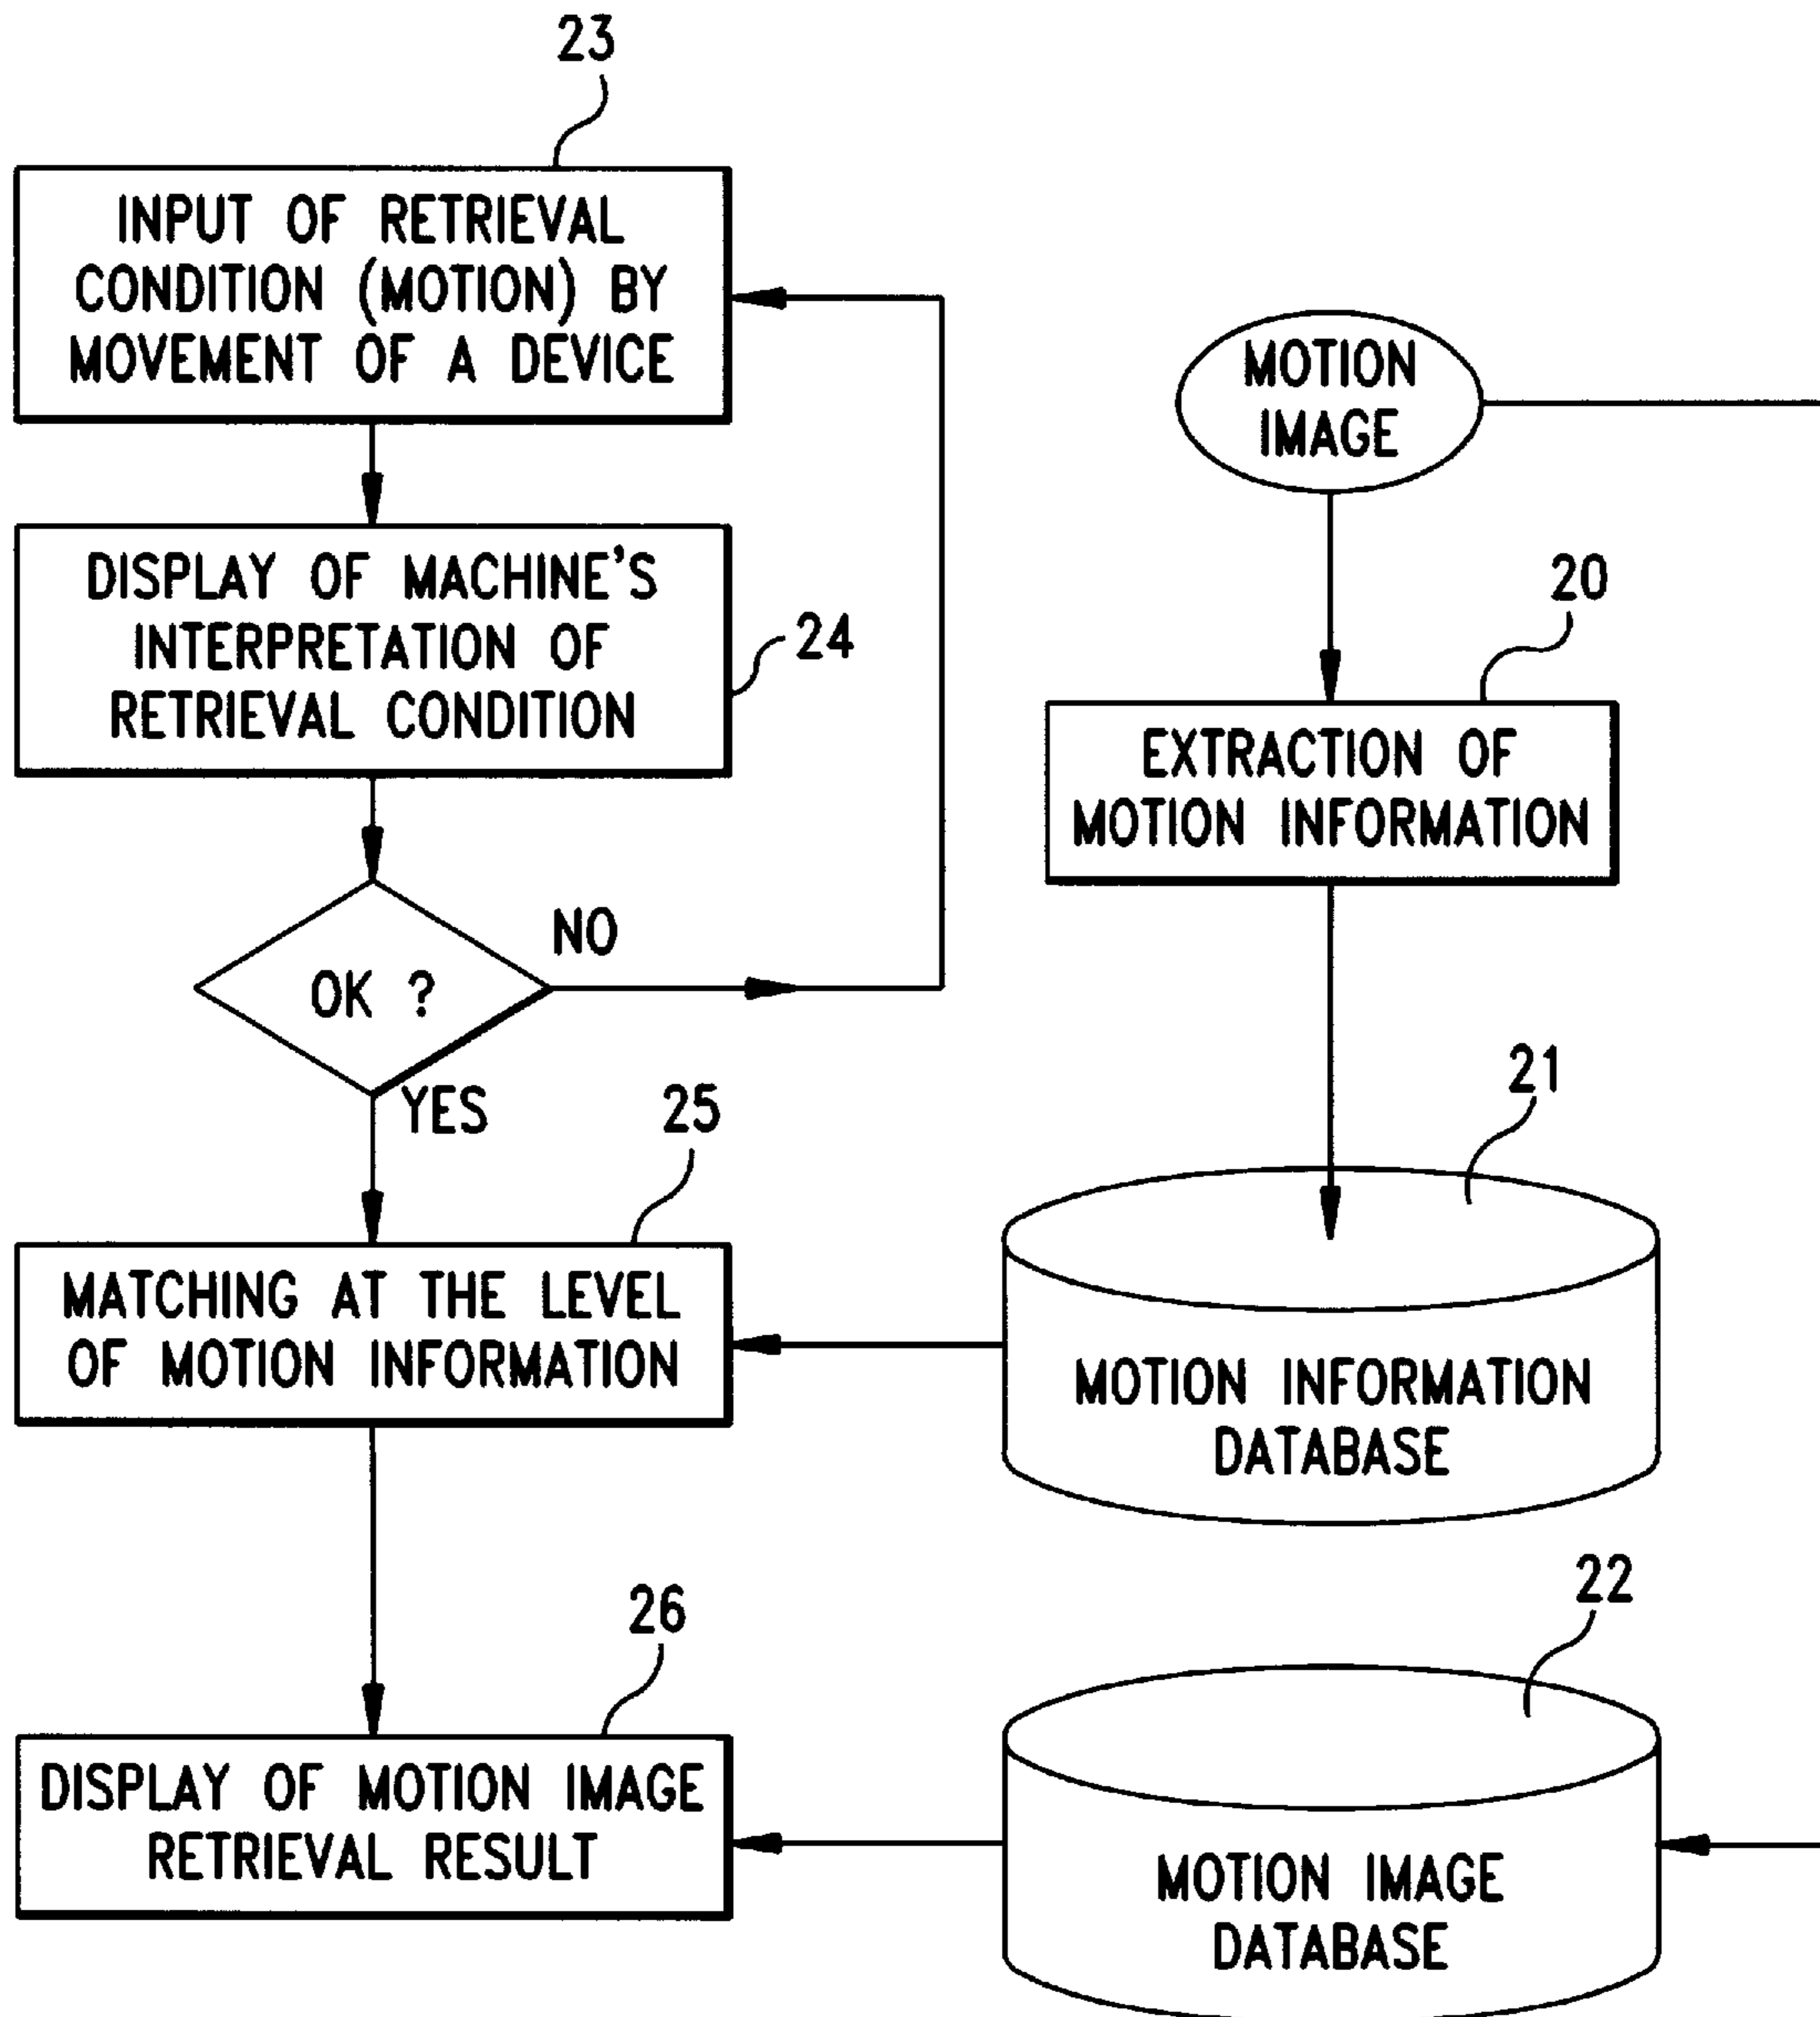 23
INPUT OF RETRIEVAL
CONDITION (MOTION) BY
MOVEMENT OF A DEVICE
DISPLAY OF MACHINE'S
INTERPRETATION OF
RETRIEVAL CONDITION
24
OK ?
NO
YES
25
MATCHING AT THE LEVEL
OF MOTION INFORMATION
26
DISPLAY OF MOTION IMAGE
RETRIEVAL RESULT
MOTION
IMAGE
20
EXTRACTION OF
MOTION INFORMATION
21
MOTION INFORMATION
DATABASE
22
MOTION IMAGE
DATABASE